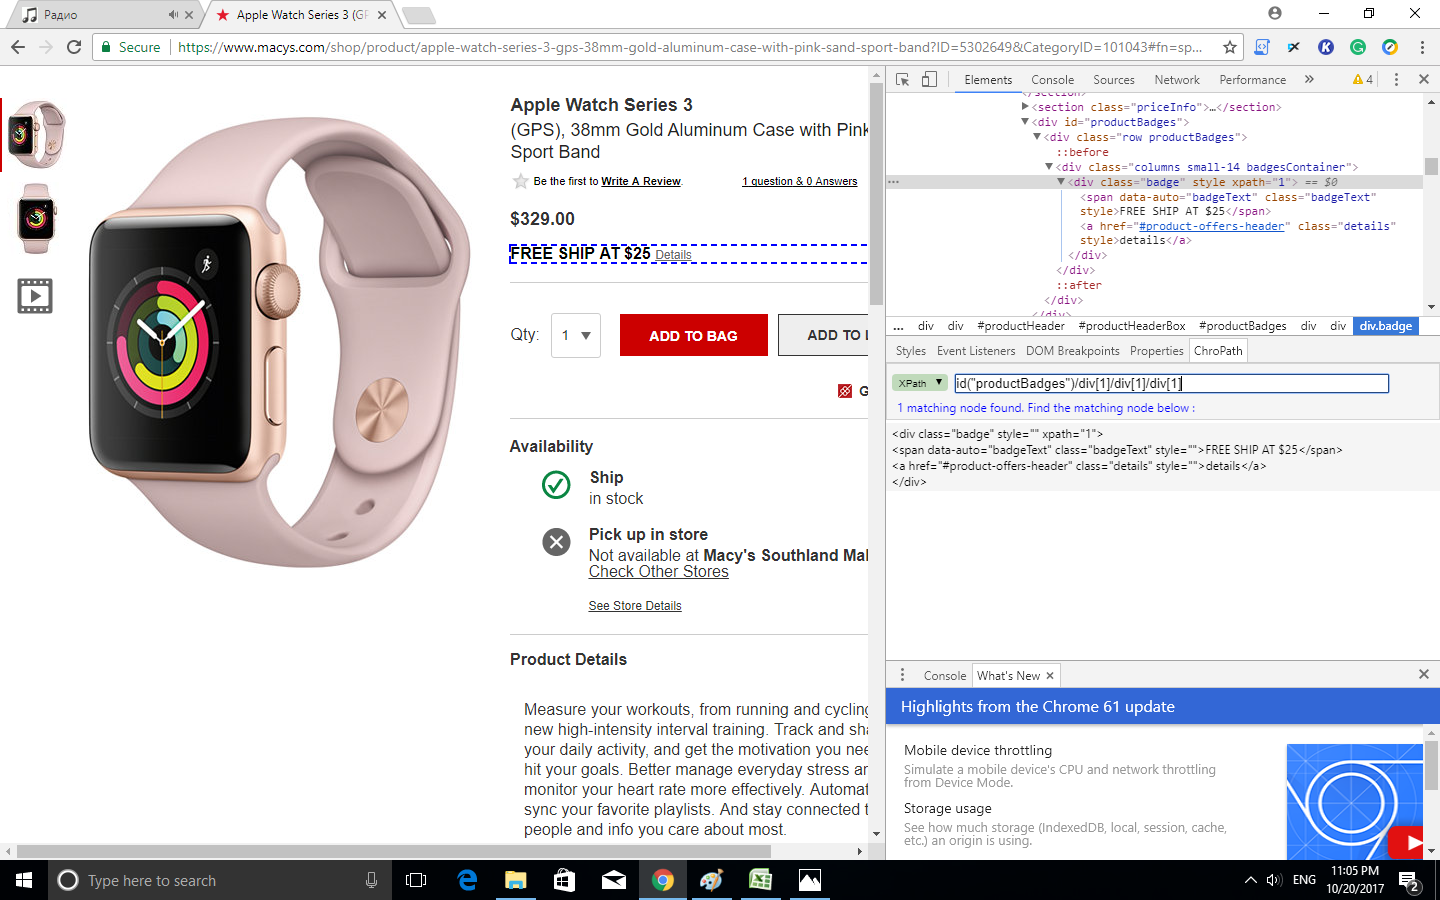 Радио
Apple Watch Series 3 (GP
Secure
https://www.macys.com/shop/product/apple-watch-series-3-gps-38mm-gold-aluminum-case-with-pink-sand-sport-band?ID=5302649&CategoryID=101043#fn=sp...
Apple Watch Series 3
(GPS), 38mm Gold Aluminum Case with Pink
Sport Band
Be the first to Write A Review.
1 question & 0 Answers
$329.00
FREE SHIP AT $25 Details
Qty: 1
ADD TO BAG
ADD TO L
G
Availability
Ship
in stock
Pick up in store
Not available at Macy's Southland Mal
Check Other Stores
See Store Details
Product Details
Measure your workouts, from running and cycling
new high-intensity interval training. Track and sha
your daily activity, and get the motivation you nee
hit your goals. Better manage everyday stress an
monitor your heart rate more effectively. Automat
sync your favorite playlists. And stay connected t
people and info you care about most.
Elements Console Sources Network Performance » 4
</section>
<section class="priceInfo">…</section>
<div id="productBadges">
<div class="row productBadges">
::before
<div class="columns small-14 badgesContainer">
<div class="badge" style xpath="1"> == $0
<span data-auto="badgeText" class="badgeText"
style>FREE SHIP AT $25</span>
<a href="#product-offers-header" class="details"
style>details</a>
</div>
</div>
::after
</div>
</div>
... div div #productHeader #productHeaderBox #productBadges div div div.badge
Styles Event Listeners DOM Breakpoints Properties ChroPath
XPath
id("productBadges")/div[1]/div[1]/div[1]
1 matching node found. Find the matching node below :
<div class="badge" style="" xpath="1">
<span data-auto="badgeText" class="badgeText" style="">FREE SHIP AT $25</span>
<a href="#product-offers-header" class="details" style="">details</a>
</div>
Console What's New
Highlights from the Chrome 61 update
Mobile device throttling
Simulate a mobile device's CPU and network throttling
from Device Mode.
Storage usage
See how much storage (IndexedDB, local, session, cache,
etc.) an origin is using.
Type here to search
ENG
11:05 PM
10/20/2017
2